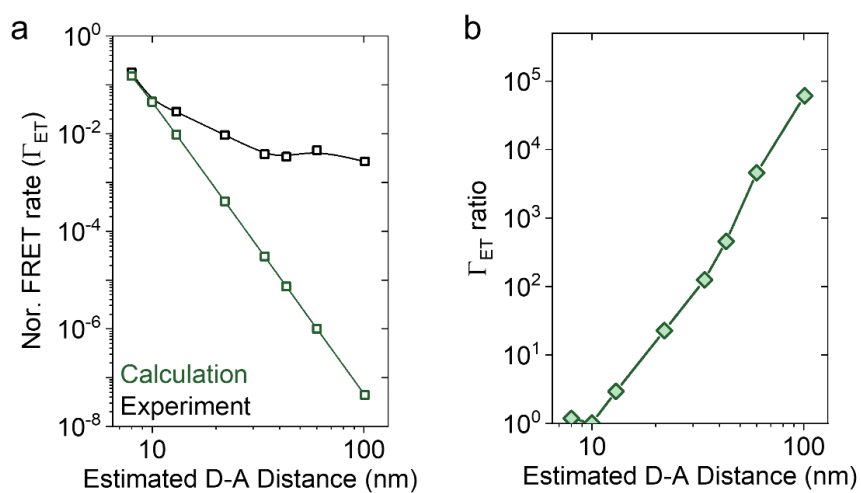 a
Nor. FRET rate (Γ_ET)
10^0
10^-2
10^-4
10^-6
10^-8
Calculation
Experiment
10
100
Estimated D-A Distance (nm)
b
Γ_ET ratio
10^5
10^4
10^3
10^2
10^1
10^0
10
100
Estimated D-A Distance (nm)